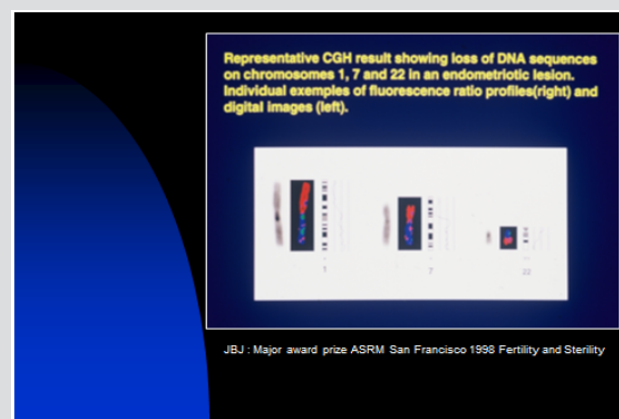 Representative CGH result showing loss of DNA sequences
on chromosomes 1, 7 and 22 in an endometriotic lesion.
Individual exemples of fluorescence ratio profiles(right) and
digital images (left).
1
7
22
JBJ : Major award prize ASRM San Francisco 1998 Fertility and Sterility